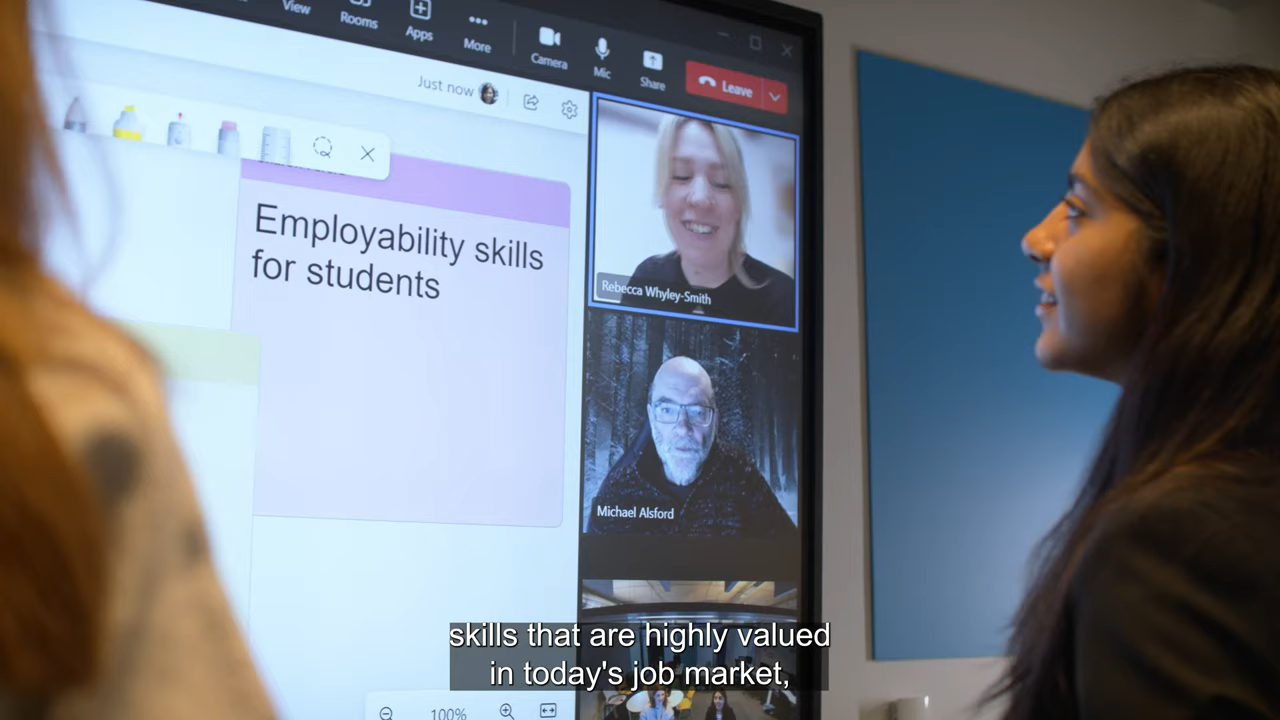 View
Rooms
Apps
More
Camera
Mic
Share
Leave
Just now
Employability skills
for students
Rebecca Whyley-Smith
Michael Alsford
skills that are highly valued
in today's job market,
100%